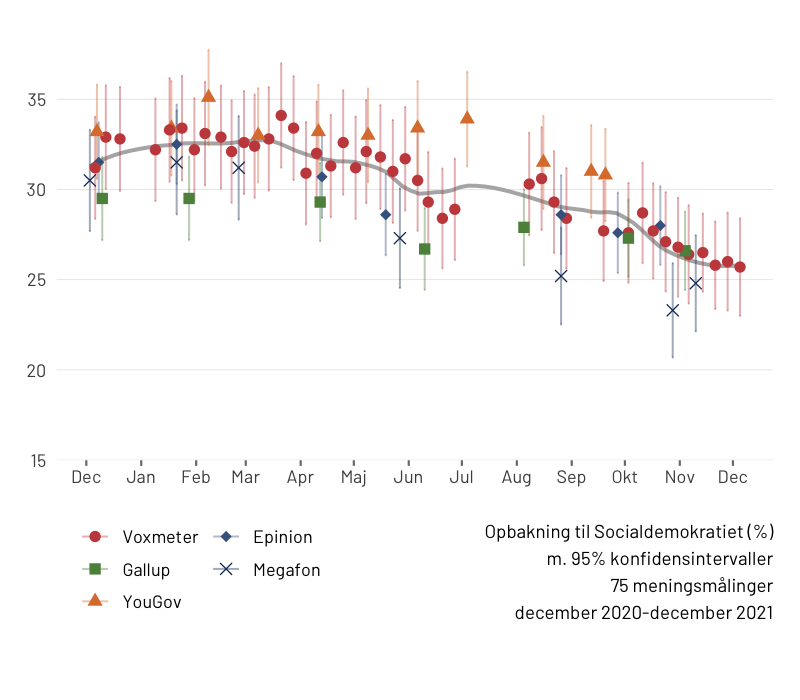 35
30
25
20
15
Dec Jan Feb Mar Apr Maj Jun Jul Aug Sep Okt Nov Dec
Voxmeter Epinion
Gallup Megafon
YouGov
Opbakning til Socialdemokratiet (%)
m. 95% konfidensintervaller
75 meningsmålinger
december 2020-december 2021